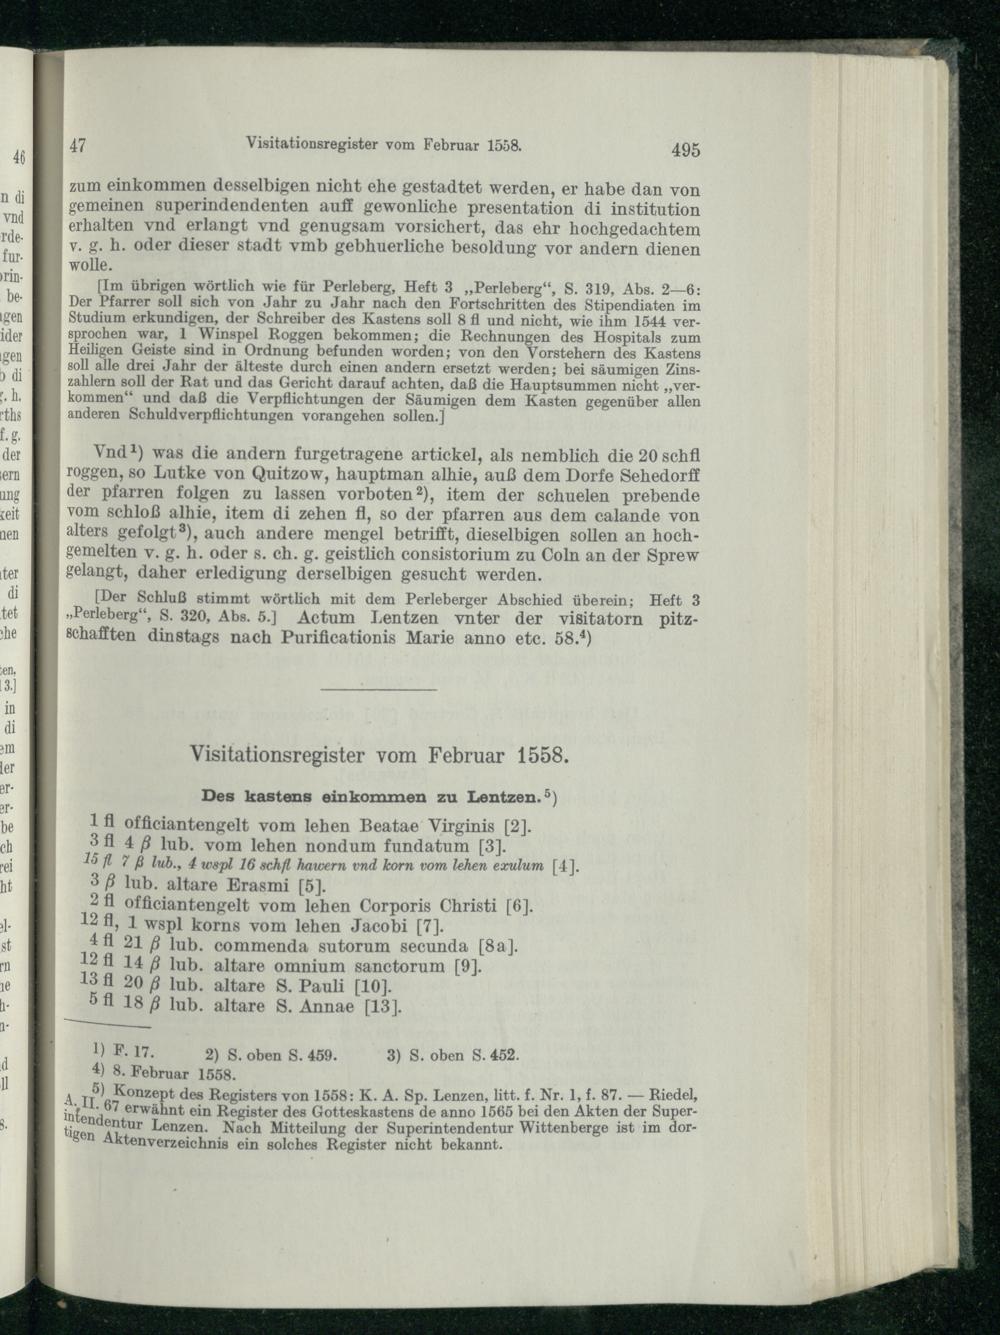 47 Visitationsregister vom Februar 1558. 495
zum einkommen desselbigen nicht ehe gestadtet werden, er habe dan von
gemeinen superindendenten auff gewonliche presentation di institution
erhalten vnd erlangt vnd genugsam vorsichert, das ehr hochgedachtem
v. g. h. oder dieser stadt vmb gebhuerliche besoldung vor andern dienen
wolle.
[Im übrigen wörtlich wie für Perleberg, Heft 3 „Perleberg“, S. 319, Abs. 2—6:
Der Pfarrer soll sich von Jahr zu Jahr nach den Fortschritten des Stipendiaten im
Studium erkundigen, der Schreiber des Kastens soll 8 fl und nicht, wie ihm 1544 ver-
sprochen war, 1 Winspel Roggen bekommen; die Rechnungen des Hospitals zum
Heiligen Geiste sind in Ordnung befunden worden; von den Vorstehern des Kastens
soll alle drei Jahr der älteste durch einen andern ersetzt werden; bei säumigen Zins-
zahlern soll der Rat und das Gericht darauf achten, daß die Hauptsummen nicht „ver-
kommen“ und daß die Verpflichtungen der Säumigen dem Kasten gegenüber allen
anderen Schuldverpflichtungen vorangehen sollen.]
Vnd¹) was die andern furgetragene artickel, als nemblich die 20 schfl
roggen, so Lutke von Quitzow, hauptman alhie, auß dem Dorfe Sehedorff
der pfarren folgen zu lassen vorboten²), item der schuelen prebende
vom schloß alhie, item di zehen fl, so der pfarren aus dem calande von
alters gefolgt³), auch andere mengel betrifft, dieselbigen sollen an hoch-
gemelten v. g. h. oder s. ch. g. geistlich consistorium zu Coln an der Sprew
gelangt, daher erledigung derselbigen gesucht werden.
[Der Schluß stimmt wörtlich mit dem Perleberger Abschied überein; Heft 3
„Perleberg“, S. 320, Abs. 5.] Actum Lentzen vnter der visitatorn pitz-
schafften dinstags nach Purificationis Marie anno etc. 58.⁴)
Visitationsregister vom Februar 1558.
Des kastens einkommen zu Lentzen.⁵)
1 fl officiantengelt vom lehen Beatae Virginis [2].
3 fl 4 β lub. vom lehen nondum fundatum [3].
15 fl 7 β lub., 4 wspl 16 schfl hawern vnd korn vom lehen exulum [4].
3 β lub. altare Erasmi [5].
2 fl officiantengelt vom lehen Corporis Christi [6].
12 fl, 1 wspl korns vom lehen Jacobi [7].
4 fl 21 β lub. commenda sutorum secunda [8a].
12 fl 14 β lub. altare omnium sanctorum [9].
13 fl 20 β lub. altare S. Pauli [10].
5 fl 18 β lub. altare S. Annae [13].
1) F. 17. 2) S. oben S. 459. 3) S. oben S. 452.
4) 8. Februar 1558.
5) Konzept des Registers von 1558: K. A. Sp. Lenzen, litt. f. Nr. 1, f. 87. — Riedel,
A. II. 67 erwähnt ein Register des Gotteskastens de anno 1565 bei den Akten der Super-
intendentur Lenzen. Nach Mitteilung der Superintendentur Wittenberge ist im dor-
tigen Aktenverzeichnis ein solches Register nicht bekannt.